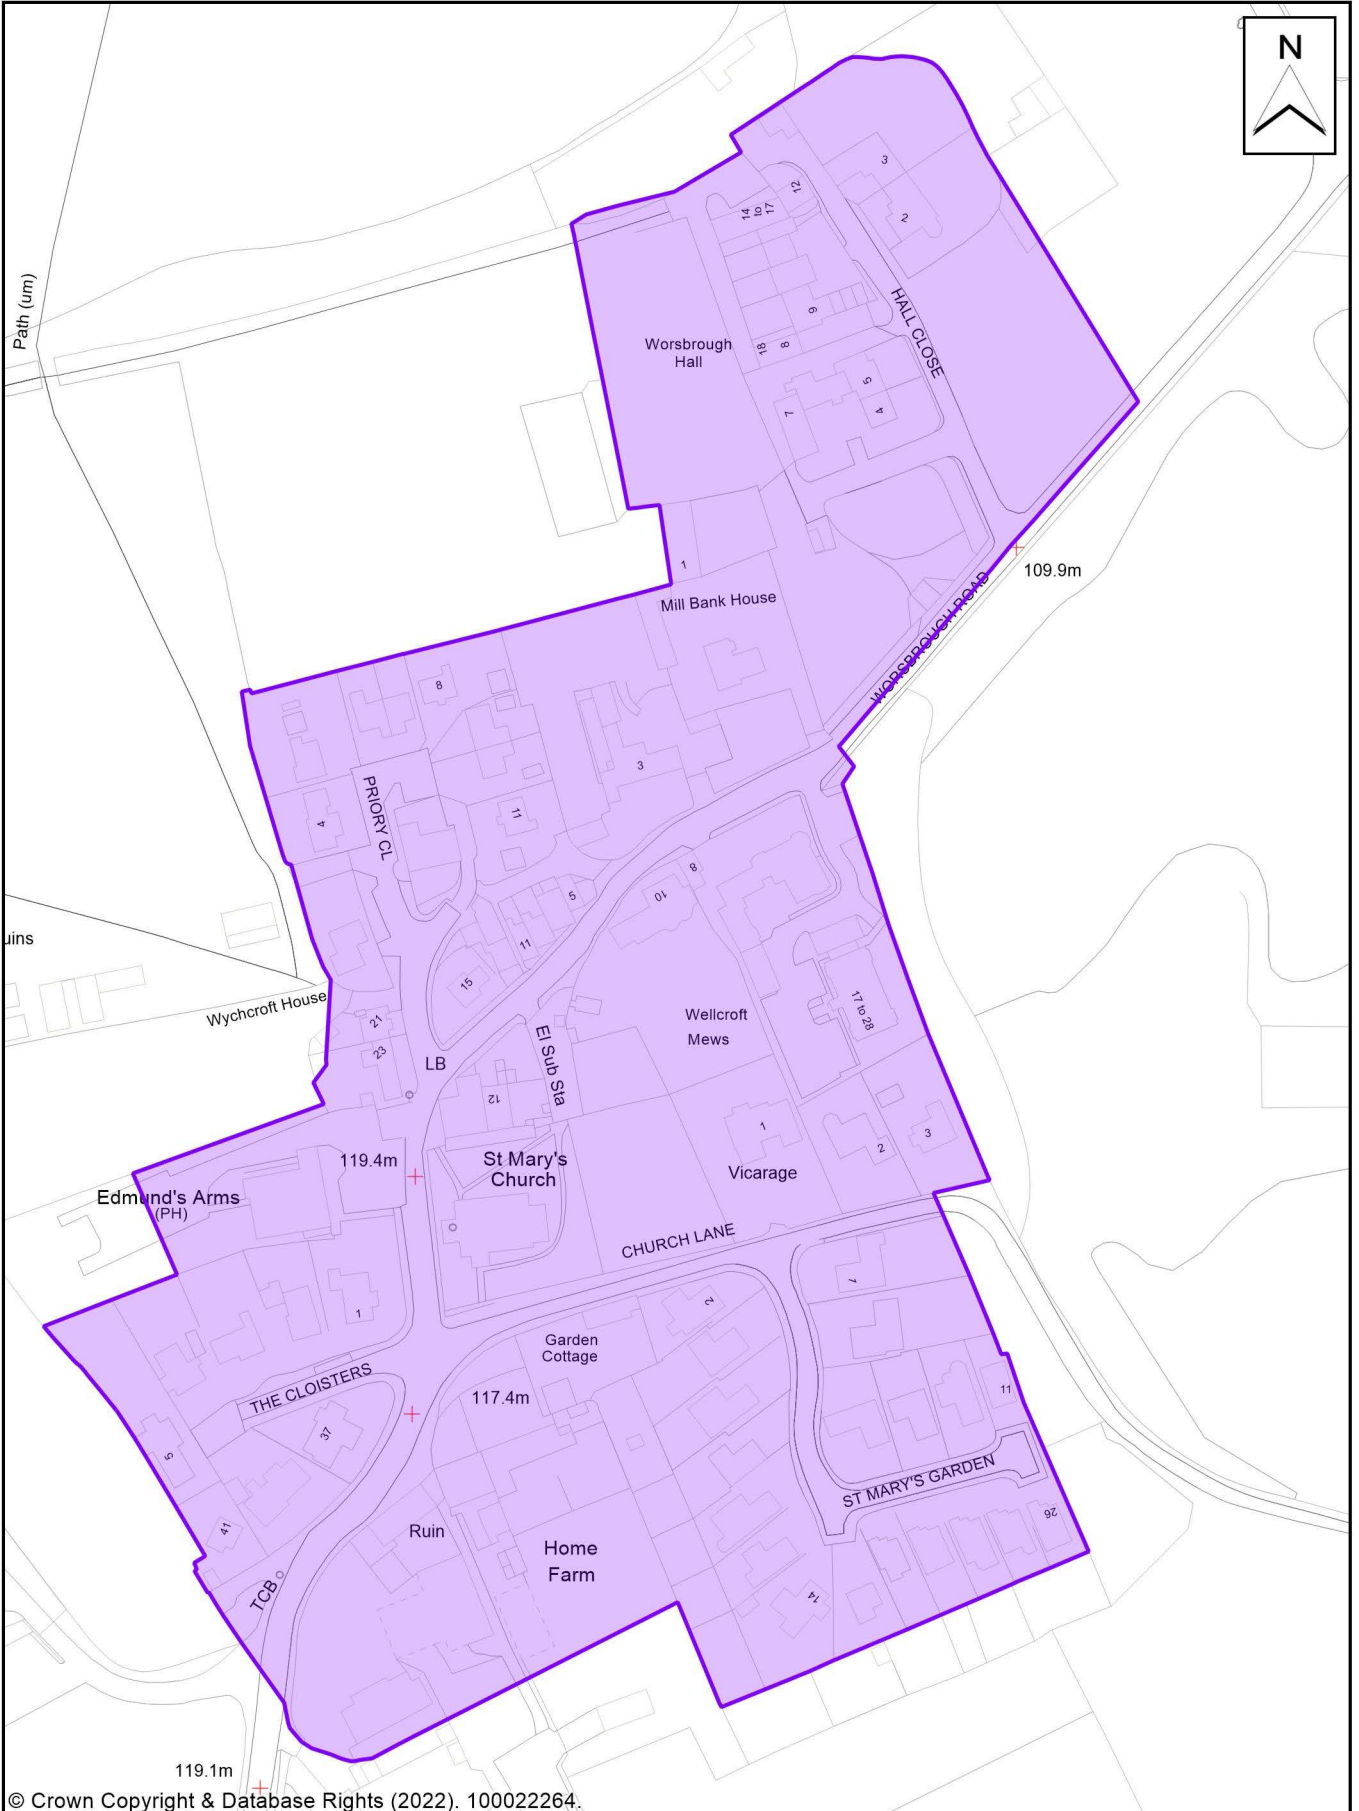 N
3
12
14
to
17
2
HALL CLOSE
9
Path (um)
Worsbrough
Hall
18
8
5
4
7
109.9m
1
Mill Bank House
WORSBROUGH ROAD
8
3
PRIORY CL
4
11
8
10
5
11
uins
15
Wychcroft House
17 to 28
Wellcroft
Mews
21
23
LB
El Sub Sta
12
1
3
2
119.4m
St Mary's
Church
Vicarage
Edmund's Arms
(PH)
CHURCH LANE
1
1
2
Garden
Cottage
THE CLOISTERS
117.4m
11
37
5
ST MARY'S GARDEN
41
Ruin
26
Home
Farm
TCB
14
119.1m
© Crown Copyright & Database Rights (2022). 100022264.